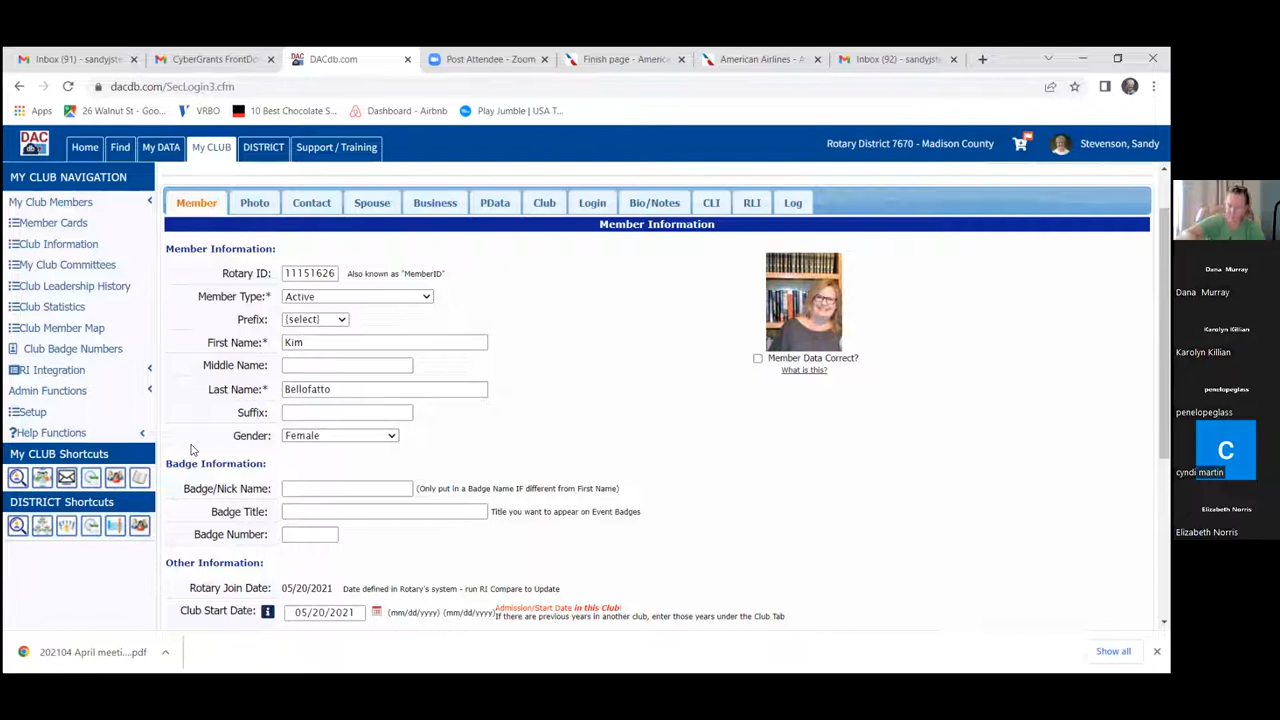 Inbox (91) - sandyjste
CyberGrants FrontDo
DACdb.com
Post Attendee - Zoom
Finish page - Americ
American Airlines - A
Inbox (92) - sandyjste
dacdb.com/SecLogin3.cfm
Apps
26 Walnut St - Goo...
VRBO
10 Best Chocolate S...
Dashboard - Airbnb
Play Jumble | USA T...
DAC
db
Home
Find
My DATA
My CLUB
DISTRICT
Support / Training
Rotary District 7670 - Madison County
Stevenson, Sandy
MY CLUB NAVIGATION
My Club Members
Member Cards
Club Information
My Club Committees
Club Leadership History
Club Statistics
Club Member Map
Club Badge Numbers
RI Integration
Admin Functions
Setup
?Help Functions
My CLUB Shortcuts
DISTRICT Shortcuts
Member
Photo
Contact
Spouse
Business
PData
Club
Login
Bio/Notes
CLI
RLI
Log
Member Information
Member Information:
Rotary ID: 11151626 Also known as "MemberID"
Member Type:* Active
Prefix: {select}
First Name:* Kim
Middle Name:
Last Name:* Bellofatto
Suffix:
Gender: Female
Member Data Correct?
What is this?
Badge Information:
Badge/Nick Name: (Only put in a Badge Name IF different from First Name)
Badge Title: Title you want to appear on Event Badges
Badge Number:
Other Information:
Rotary Join Date: 05/20/2021 Date defined in Rotary's system - run RI Compare to Update
Club Start Date: i 05/20/2021 (mm/dd/yyyy) (mm/dd/yyyy) Admission/Start Date in this Club!
If there are previous years in another club, enter those years under the Club Tab
202104 April meeti....pdf
Show all
Dana Murray
Dana Murray
Karolyn Killian
Karolyn Killian
penelopeglass
penelopeglass
C
cyndi martin
Elizabeth Norris
Elizabeth Norris